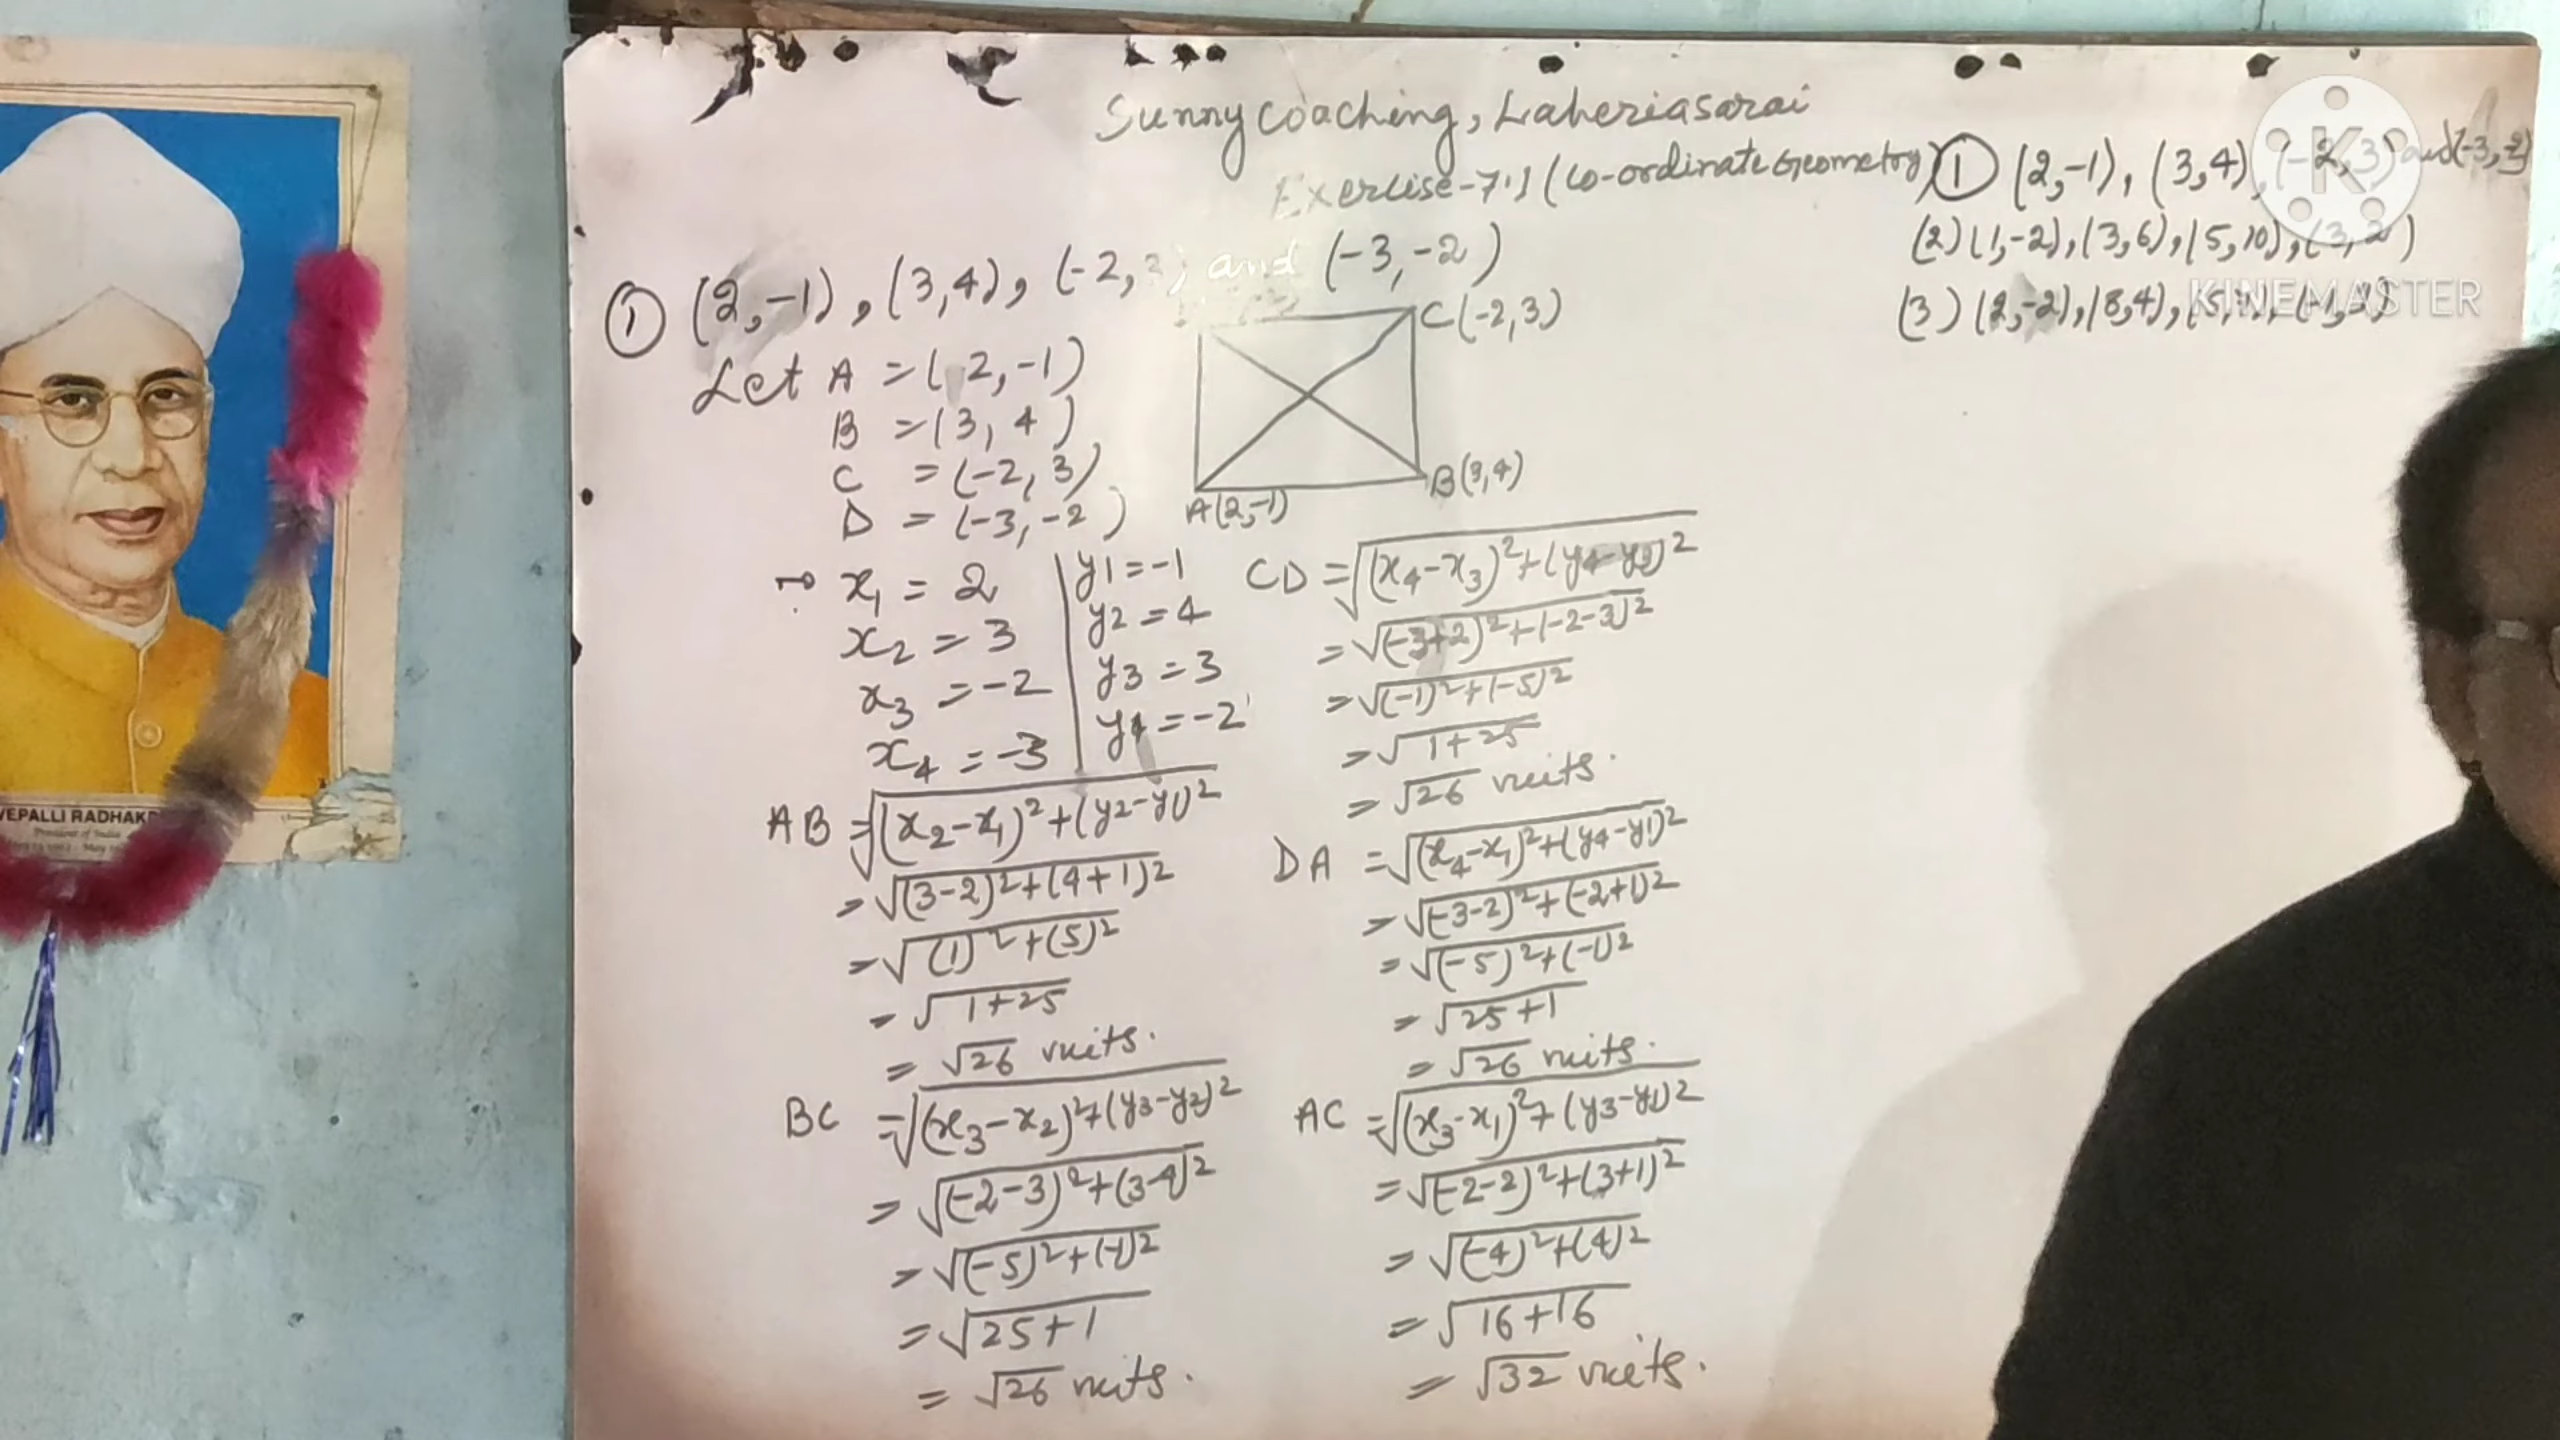 Sunny coaching, Laheriasarai
Exercise-7.1 (Co-ordinate Geometry)
① (2,-1), (3,4), (-2,3) and (-3,-2)
(2) (1,-2), (3,6), (5,10), (3,2)
(3) (2,-2), (8,4), (5,
KINEMASTER
① (2,-1), (3,4), (-2,3) and (-3,-2)
Let A = (2,-1)
B = (3, 4)
C = (-2, 3)
D = (-3, -2)
C(-2,3)
B(3,4)
A(2,-1)
x₁ = 2 | y1 = -1
x₂ = 3 | y2 = 4
x₃ = -2 | y3 = 3
x₄ = -3 | y4 = -2
AB = √(x₂-x₁)²+(y2-y1)²
= √(3-2)²+(4+1)²
= √(1)²+(5)²
= √1+25
= √26 units.
BC = √(x₃-x₂)²+(y3-y2)²
= √(-2-3)²+(3-4)²
= √(-5)²+(-1)²
= √25+1
= √26 units.
CD = √(x₄-x₃)²+(y4-y3)²
= √(-3+2)²+(-2-3)²
= √(-1)²+(-5)²
= √1+25
= √26 units.
DA = √(x₄-x₁)²+(y4-y1)²
= √(-3-2)²+(-2+1)²
= √(-5)²+(-1)²
= √25+1
= √26 units.
AC = √(x₃-x₁)²+(y3-y1)²
= √(-2-2)²+(3+1)²
= √(-4)²+(4)²
= √16+16
= √32 units.
VEPALLI RADHAK
President of India